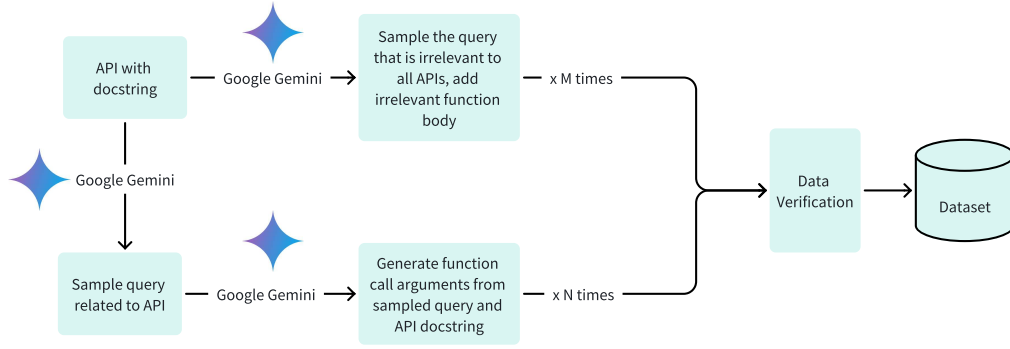 API with
docstring
Google Gemini
Sample the query
that is irrelevant to
all APIs, add
irrelevant function
body
x M times
Google Gemini
Data
Verification
Dataset
Sample query
related to API
Google Gemini
Generate function
call arguments from
sampled query and
API docstring
x N times